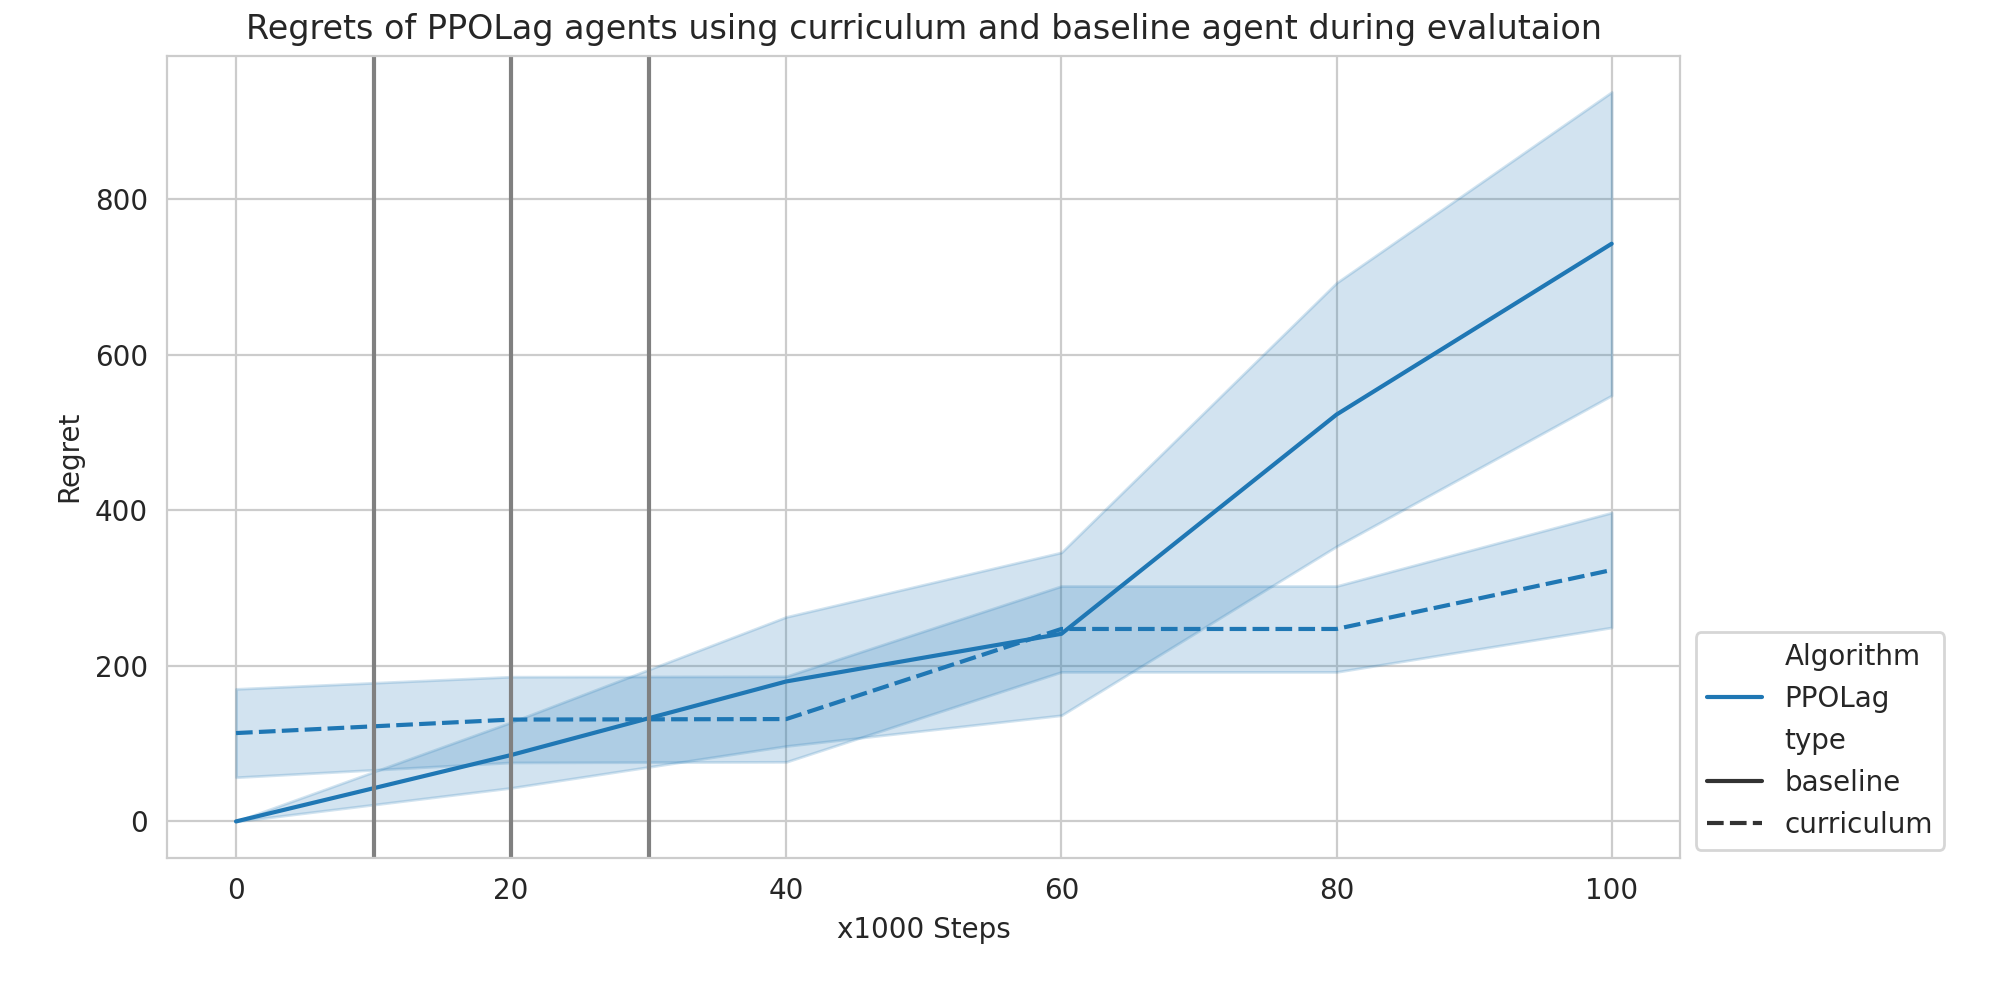 Regrets of PPOLag agents using curriculum and baseline agent during evalutaion
800
600
400
200
0
Regret
0 20 40 60 80 100
x1000 Steps
Algorithm
PPOLag
type
baseline
curriculum